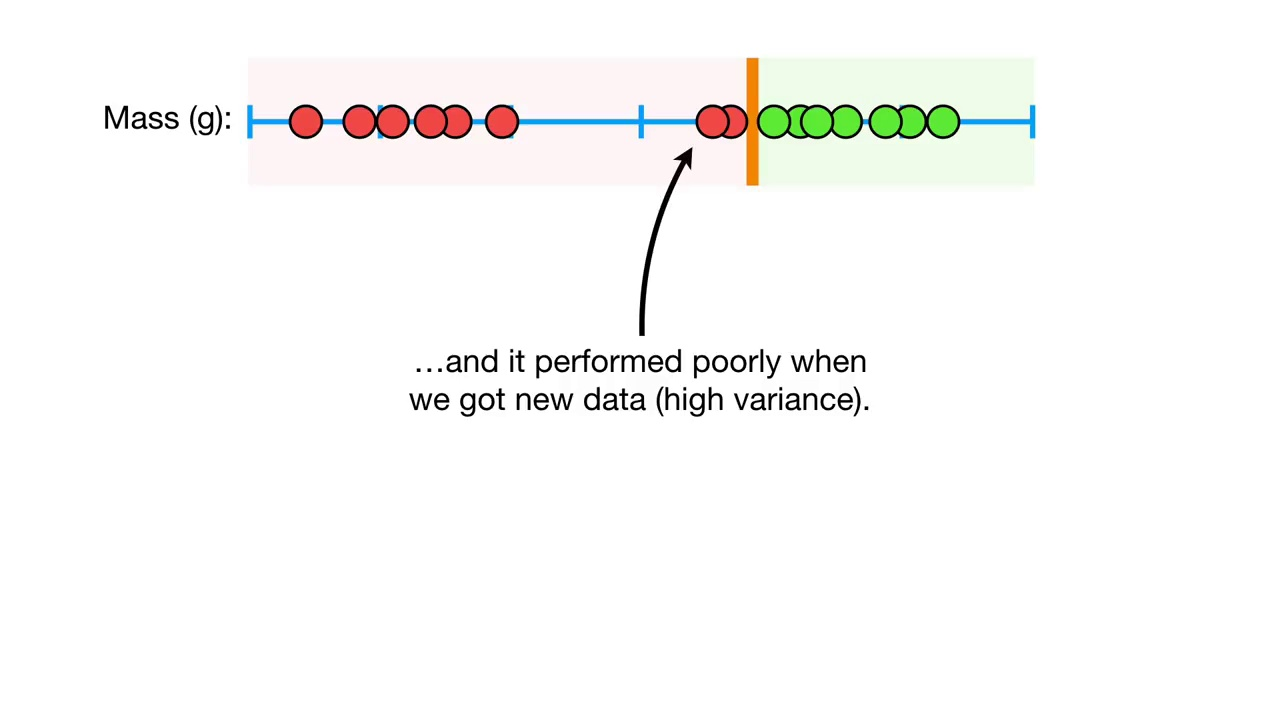 Mass (g):
…and it performed poorly when
we got new data (high variance).